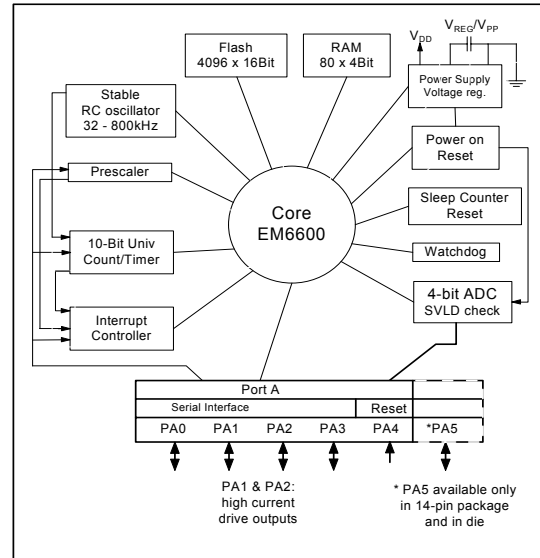 Flash
4096 x 16Bit
RAM
80 x 4Bit
VDD
VREG/VPP
Power Supply
Voltage reg.
Stable
RC oscillator
32 - 800kHz
Power on
Reset
Prescaler
Core
EM6600
Sleep Counter
Reset
10-Bit Univ
Count/Timer
Watchdog
4-bit ADC
SVLD check
Interrupt
Controller
Port A
Serial Interface
Reset
PA0
PA1
PA2
PA3
PA4
*PA5
PA1 & PA2:
high current
drive outputs
* PA5 available only
in 14-pin package
and in die